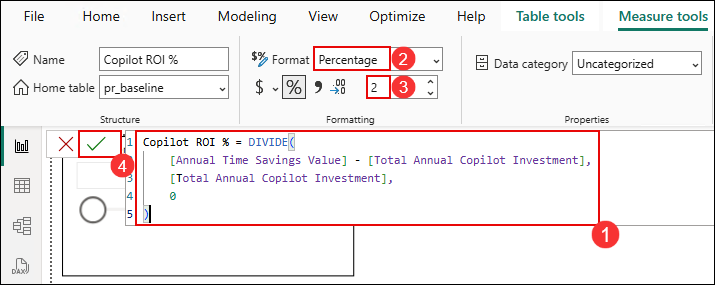 File Home Insert Modeling View Optimize Help Table tools Measure tools
Name Copilot ROI %
Home table pr_baseline
Structure
Format Percentage 2
$ % 9 .00 →0 2 3
Formatting
Data category Uncategorized
Properties
4
1 Copilot ROI % = DIVIDE(
[Annual Time Savings Value] - [Total Annual Copilot Investment],
3 [Total Annual Copilot Investment],
4 0
5 )
1
DAX